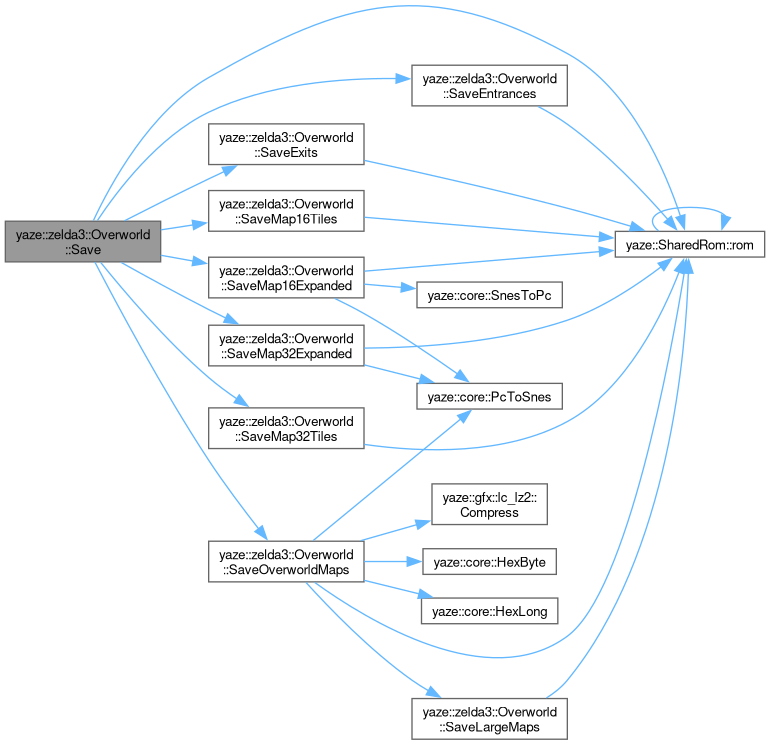 yaze::zelda3::Overworld
::Save
yaze::zelda3::Overworld
::SaveEntrances
yaze::zelda3::Overworld
::SaveExits
yaze::zelda3::Overworld
::SaveMap16Tiles
yaze::zelda3::Overworld
::SaveMap16Expanded
yaze::zelda3::Overworld
::SaveMap32Expanded
yaze::zelda3::Overworld
::SaveMap32Tiles
yaze::zelda3::Overworld
::SaveOverworldMaps
yaze::SharedRom::rom
yaze::core::SnesToPc
yaze::core::PcToSnes
yaze::gfx::lc_lz2::
Compress
yaze::core::HexByte
yaze::core::HexLong
yaze::zelda3::Overworld
::SaveLargeMaps